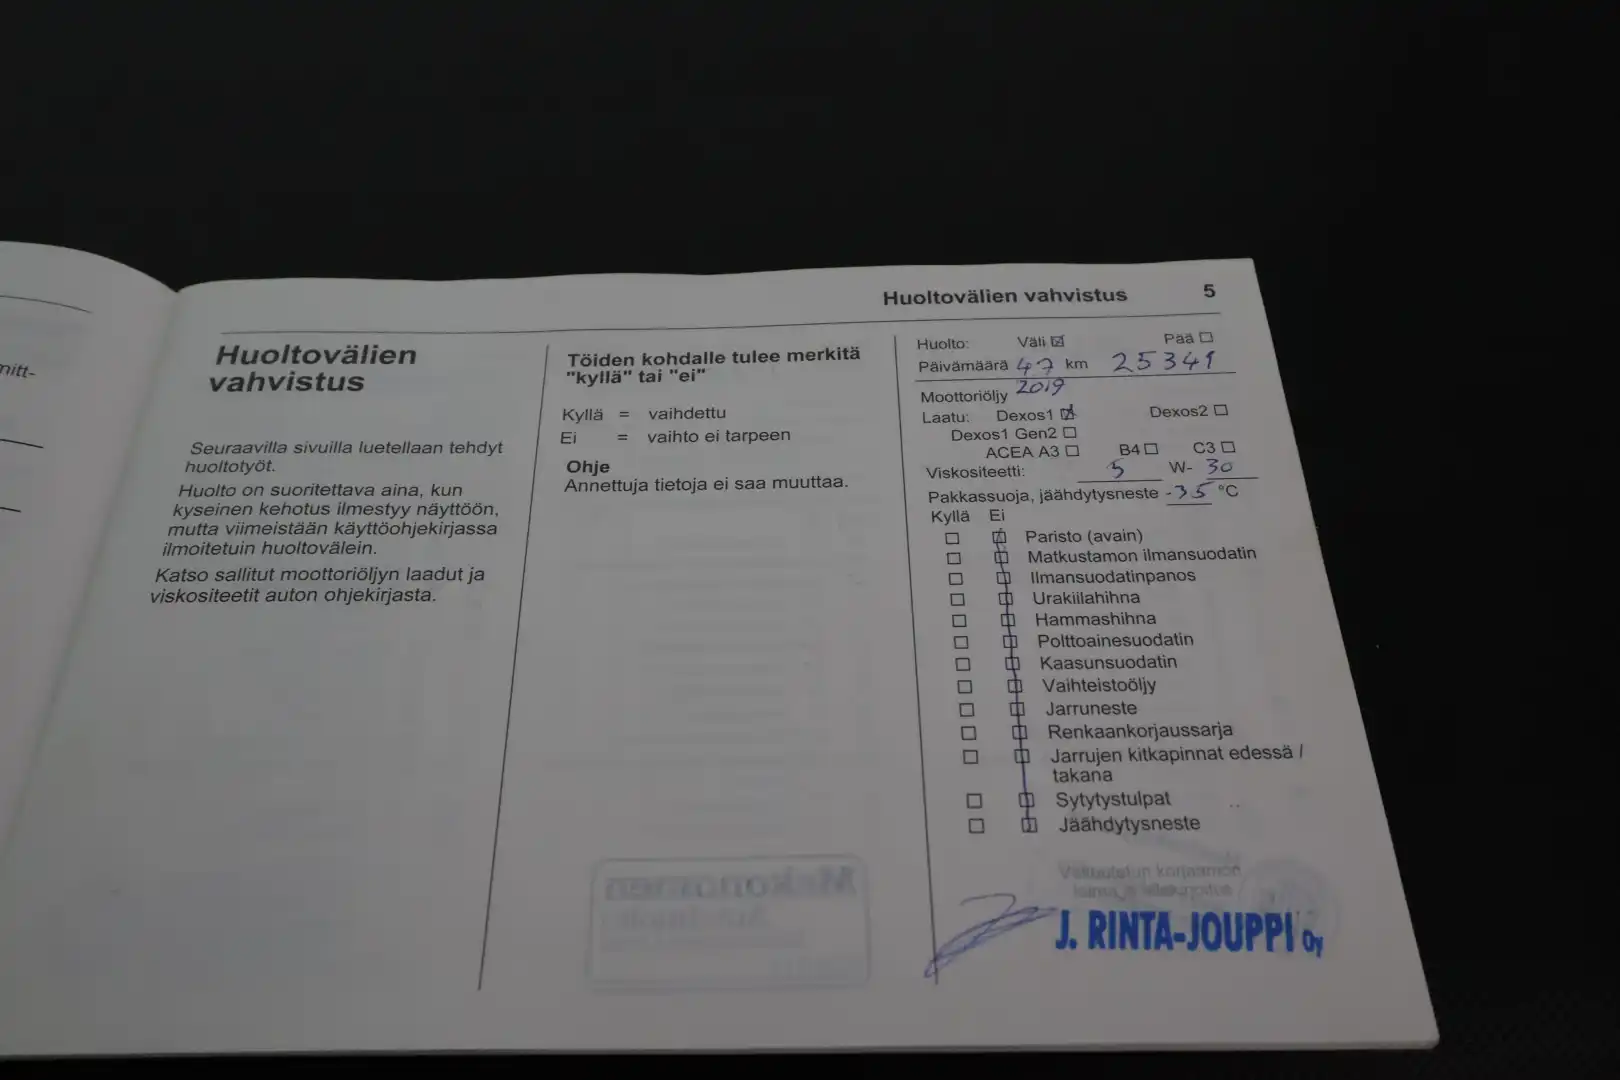 Huoltovälien vahvistus 5
mitt-
Huoltovälien
vahvistus
Seuraavilla sivuilla luetellaan tehdyt
huoltotyöt.
Huolto on suoritettava aina, kun
kyseinen kehotus ilmestyy näyttöön,
mutta viimeistään käyttöohjekirjassa
ilmoitetuin huoltovälein.
Katso sallitut moottoriöljyn laadut ja
viskositeetit auton ohjekirjasta.
Töiden kohdalle tulee merkitä
"kyllä" tai "ei"
Kyllä = vaihdettu
Ei = vaihto ei tarpeen
Ohje
Annettuja tietoja ei saa muuttaa.
Huolto: Väli ☒ Pää ☐
Päivämäärä 47 km 25341
2019
Moottoriöljy
Laatu: Dexos1 ☒ Dexos2 ☐
Dexos1 Gen2 ☐
ACEA A3 ☐ B4 ☐ C3 ☐
Viskositeetti: 5 W- 30
Pakkassuoja, jäähdytysneste -35 °C
Kyllä Ei
Paristo (avain)
Matkustamon ilmansuodatin
Ilmansuodatinpanos
Urakiilahihna
Hammashihna
Polttoainesuodatin
Kaasunsuodatin
Vaihteistoöljy
Jarruneste
Renkaankorjaussarja
Jarrujen kitkapinnat edessä /
takana
Sytytystulpat
Jäähdytysneste
J. RINTA-JOUPPI Oy